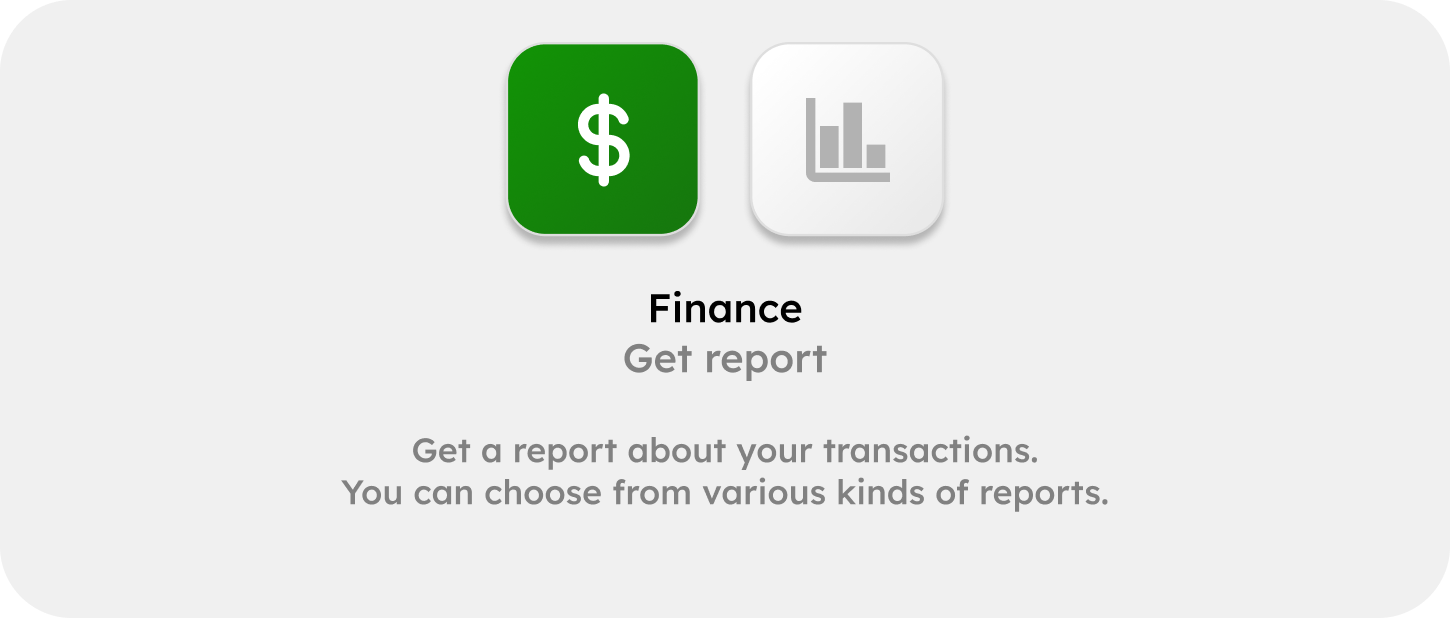 $
Finance
Get report
Get a report about your transactions.
You can choose from various kinds of reports.